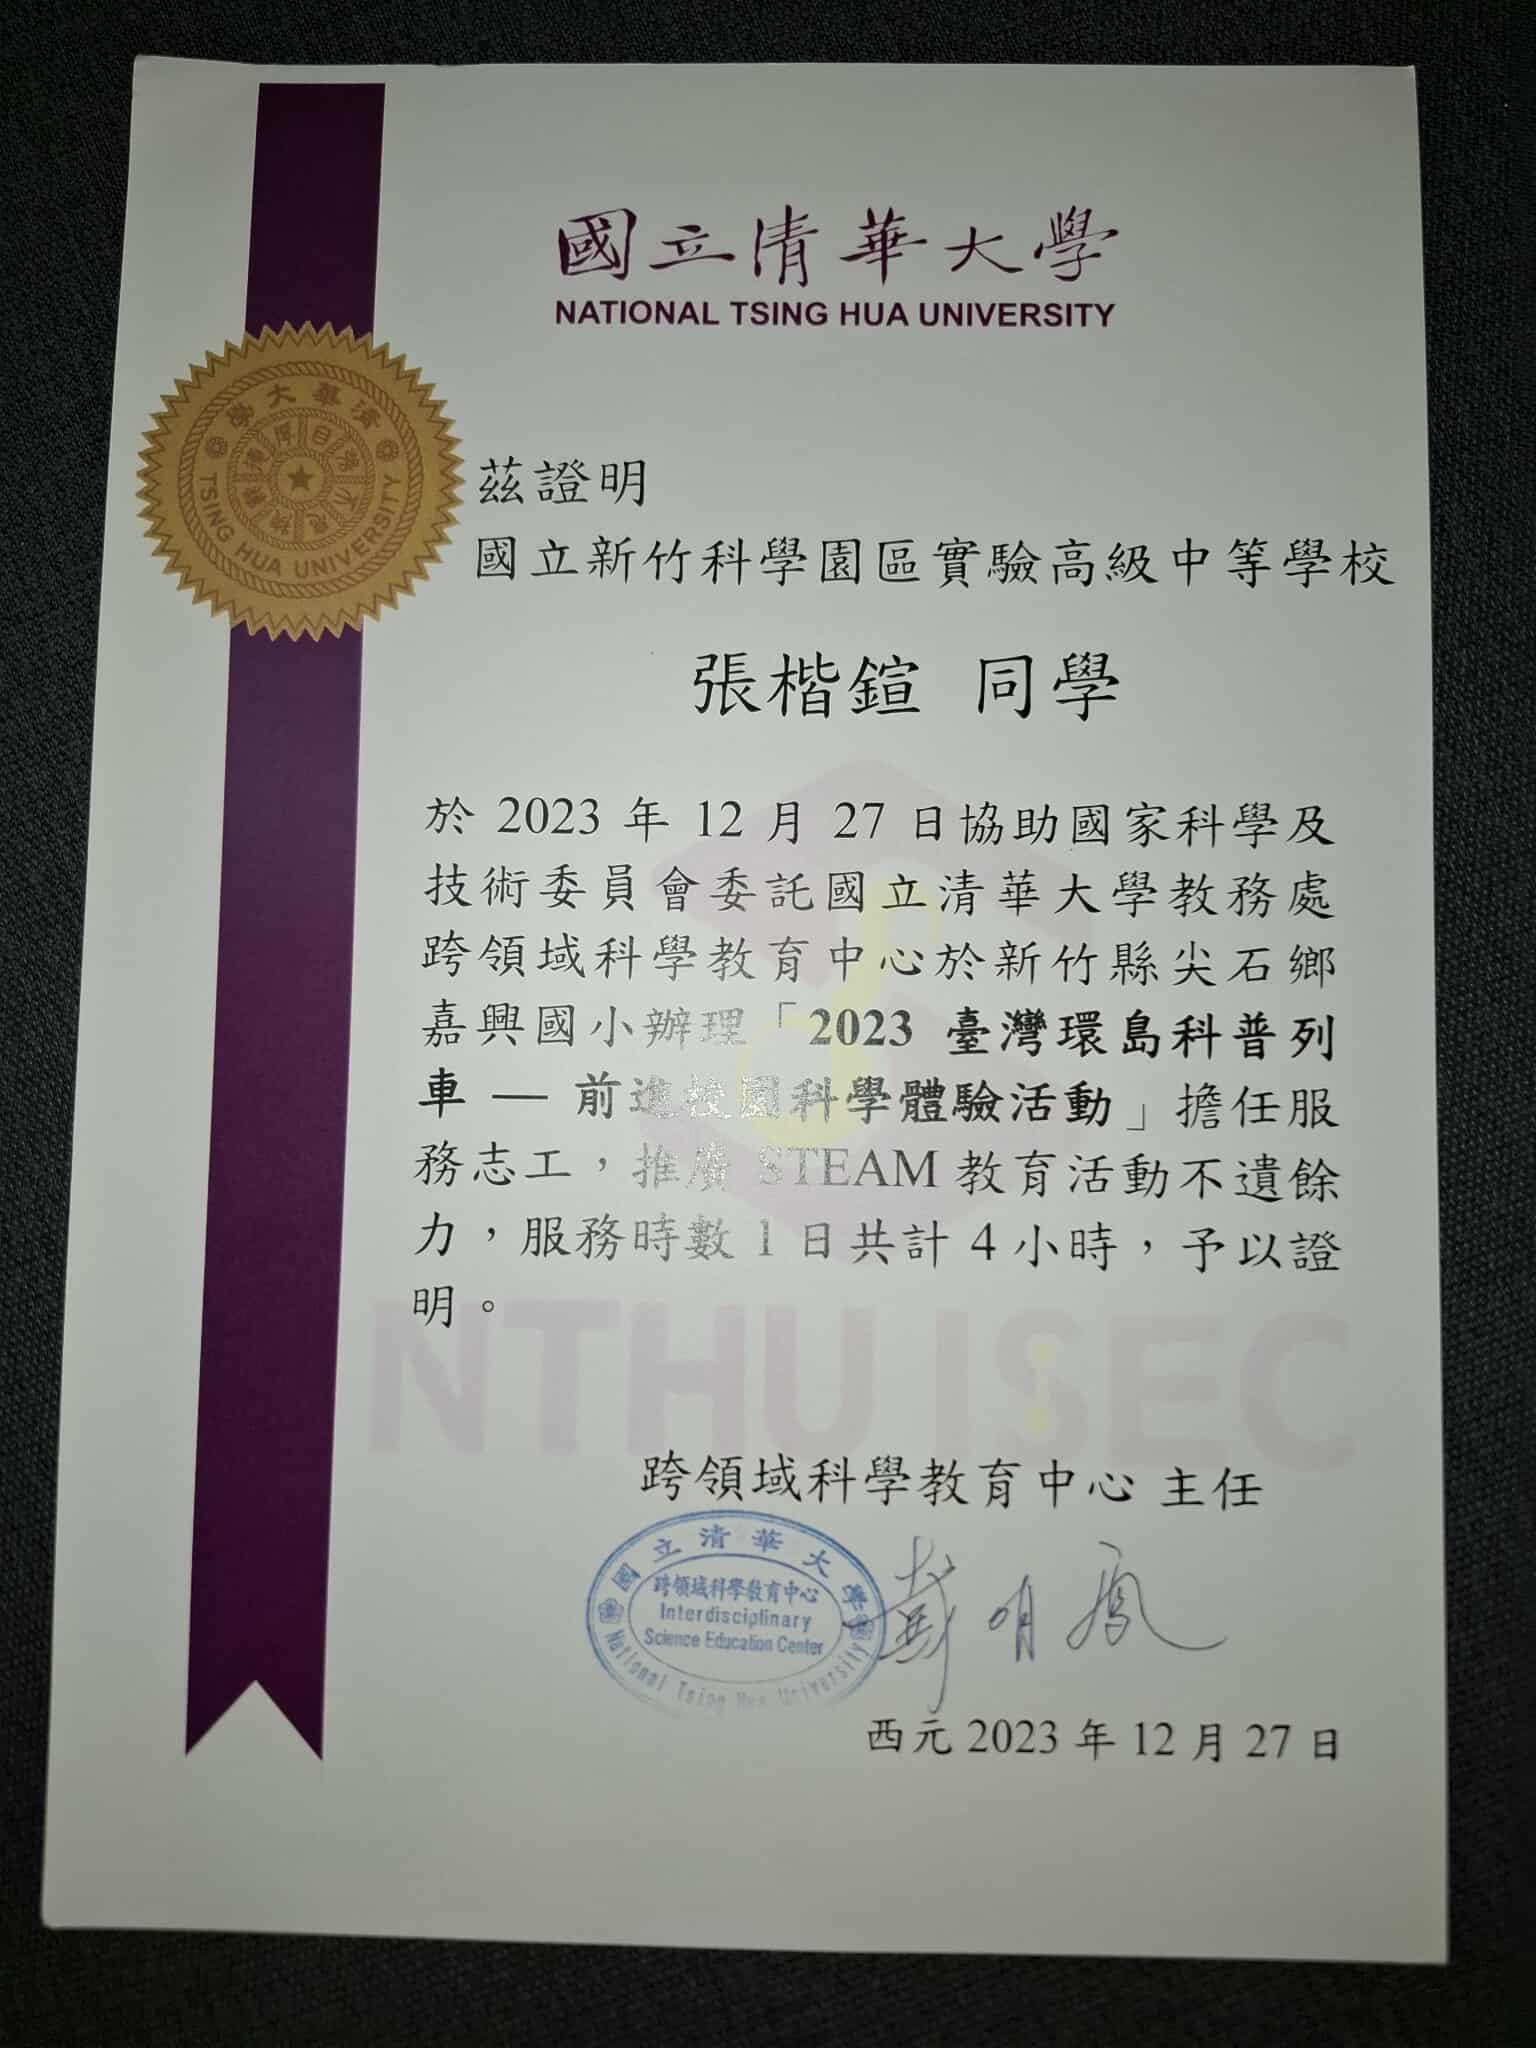 國立清華大學
NATIONAL TSING HUA UNIVERSITY
清華大學
TSING HUA UNIVERSITY
茲證明
國立新竹科學園區實驗高級中等學校
張楷鍹 同學
於 2023 年 12 月 27 日協助國家科學及
技術委員會委託國立清華大學教務處
跨領域科學教育中心於新竹縣尖石鄉
嘉興國小辦理「2023 臺灣環島科普列
車 — 前進校園科學體驗活動」擔任服
務志工，推廣 STEAM 教育活動不遺餘
力，服務時數 1 日共計 4 小時，予以證
明。
NTHU ISEC
跨領域科學教育中心 主任
國立清華大學
跨領域科學教育中心
Interdisciplinary
Science Education Center
National Tsing Hua University
戴明鳳
西元 2023 年 12 月 27 日